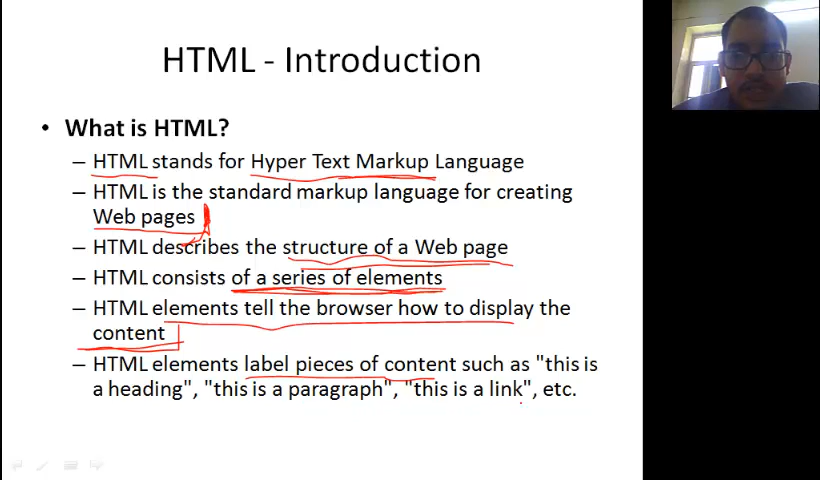 HTML - Introduction
• What is HTML?
– HTML stands for Hyper Text Markup Language
– HTML is the standard markup language for creating
Web pages
– HTML describes the structure of a Web page
– HTML consists of a series of elements
– HTML elements tell the browser how to display the
content
– HTML elements label pieces of content such as "this is
a heading", "this is a paragraph", "this is a link", etc.